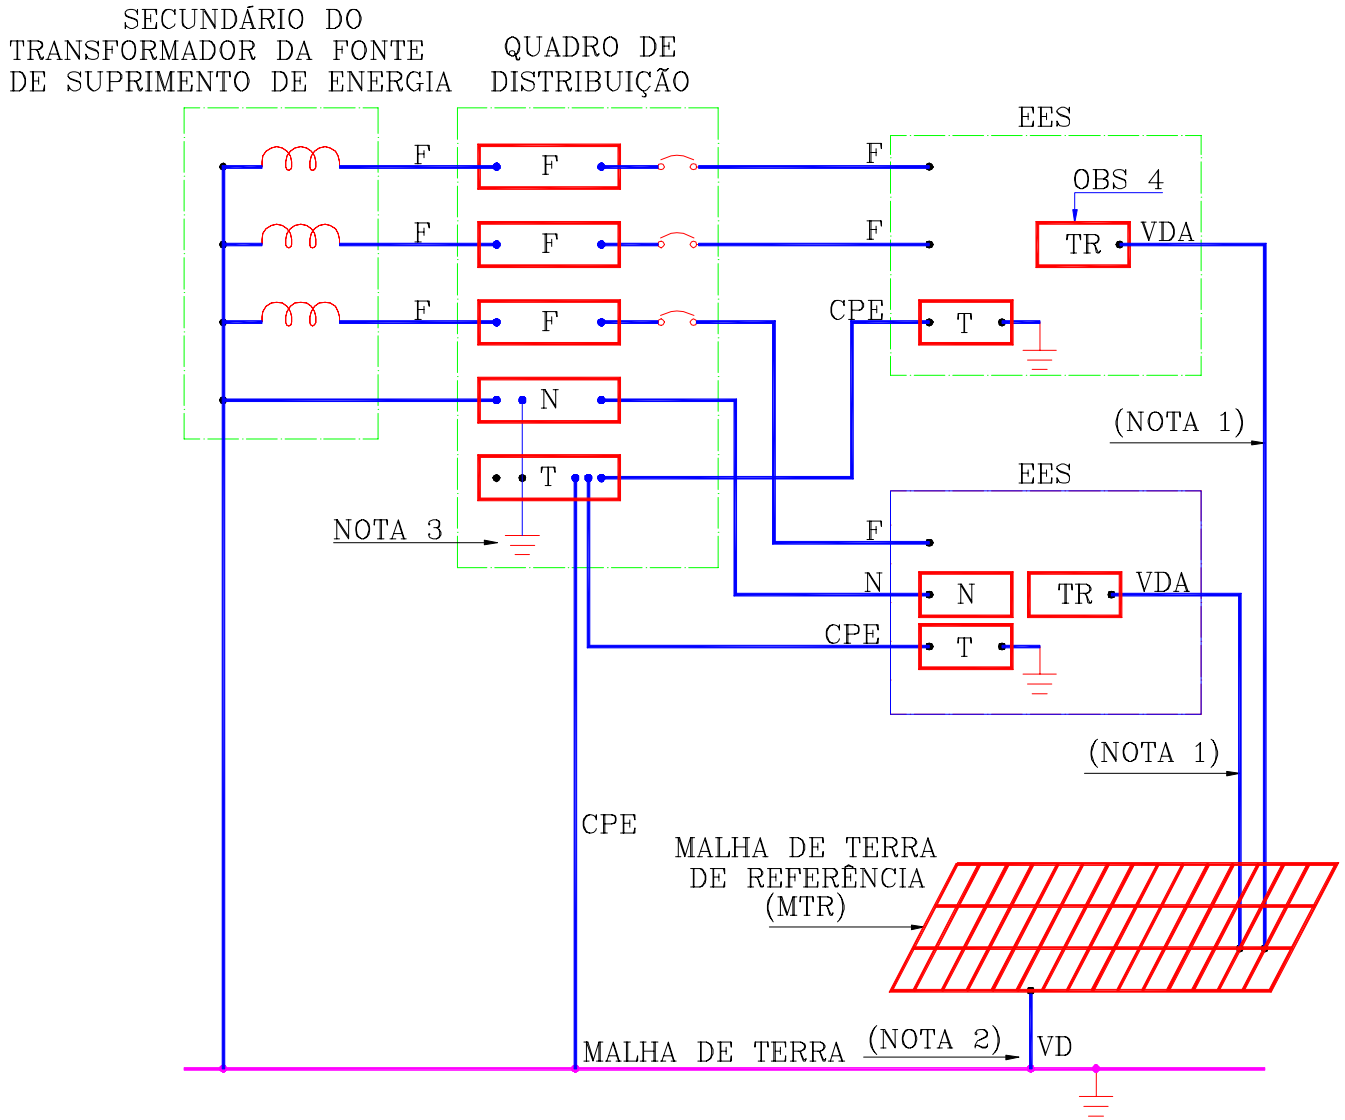 SECUNDÁRIO DO
TRANSFORMADOR DA FONTE
DE SUPRIMENTO DE ENERGIA
QUADRO DE
DISTRIBUIÇÃO
EES
F
F
F
OBS 4
F
F
F
TR
VDA
F
F
CPE
T
N
(NOTA 1)
T
EES
NOTA 3
F
N
N
TR
VDA
CPE
T
(NOTA 1)
CPE
MALHA DE TERRA
DE REFERÊNCIA
(MTR)
MALHA DE TERRA
(NOTA 2)
VD